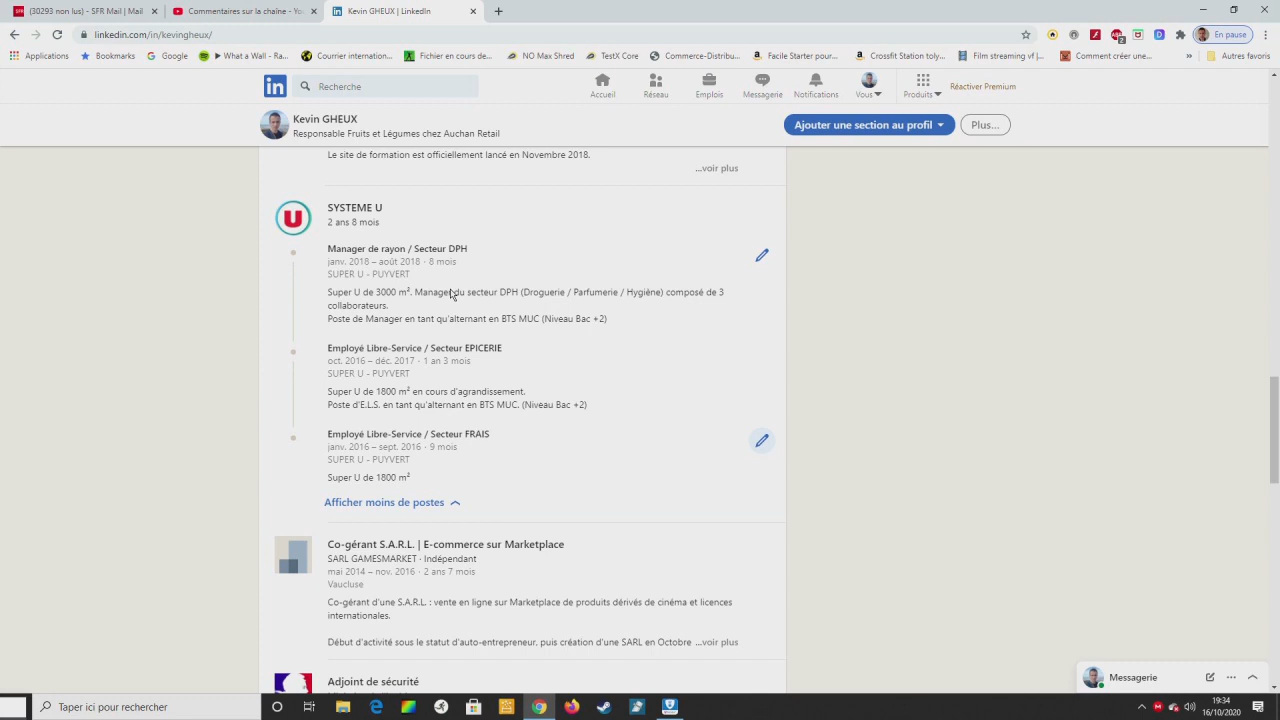 (30293 non lus) - SFR Mail | Mail
Commentaires sur la chaîne - Yo
Kevin GHEUX | LinkedIn
linkedin.com/in/kevingheux/
En pause
Applications
Bookmarks
Google
What a Wall - Ra...
Courrier internation...
Fichier en cours de...
NO Max Shred
TestX Core
Commerce-Distribu...
Facile Starter pour...
Crossfitation toly...
Film streaming vf |...
Comment créer une...
»
Autres favoris
in
Recherche
Accueil
Réseau
Emplois
Messagerie
Notifications
Vous
Produits
Réactiver Premium
Kevin GHEUX
Responsable Fruits et Légumes chez Auchan Retail
Ajouter une section au profil
Plus...
Le site de formation est officiellement lancé en Novembre 2018.
...voir plus
U
SYSTEME U
2 ans 8 mois
Manager de rayon / Secteur DPH
janv. 2018 – août 2018 · 8 mois
SUPER U - PUYVERT
Super U de 3000 m². Manager du secteur DPH (Droguerie / Parfumerie / Hygiène) composé de 3
collaborateurs.
Poste de Manager en tant qu'alternant en BTS MUC (Niveau Bac +2)
Employé Libre-Service / Secteur EPICERIE
oct. 2016 – déc. 2017 · 1 an 3 mois
SUPER U - PUYVERT
Super U de 1800 m² en cours d'agrandissement.
Poste d'E.L.S. en tant qu'alternant en BTS MUC. (Niveau Bac +2)
Employé Libre-Service / Secteur FRAIS
janv. 2016 – sept. 2016 · 9 mois
SUPER U - PUYVERT
Super U de 1800 m²
Afficher moins de postes
Co-gérant S.A.R.L. | E-commerce sur Marketplace
SARL GAMESMARKET · Indépendant
mai 2014 – nov. 2016 · 2 ans 7 mois
Vaucluse
Co-gérant d'une S.A.R.L. : vente en ligne sur Marketplace de produits dérivés de cinéma et licences
internationales.
Début d'activité sous le statut d'auto-entrepreneur, puis création d'une SARL en Octobre ...voir plus
Adjoint de sécurité
Messagerie
Taper ici pour rechercher
19:34
16/10/2020